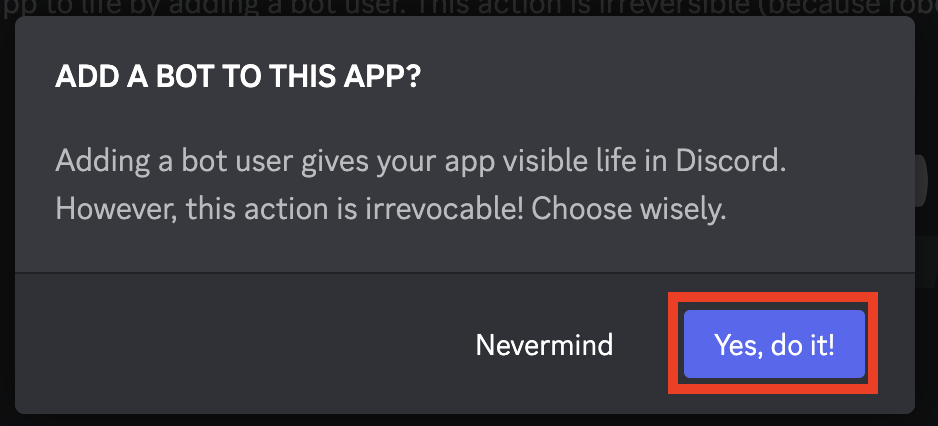 pp to life by adding a bot user. This action is irreversible (because robo
ADD A BOT TO THIS APP?
Adding a bot user gives your app visible life in Discord.
However, this action is irrevocable! Choose wisely.
Nevermind
Yes, do it!